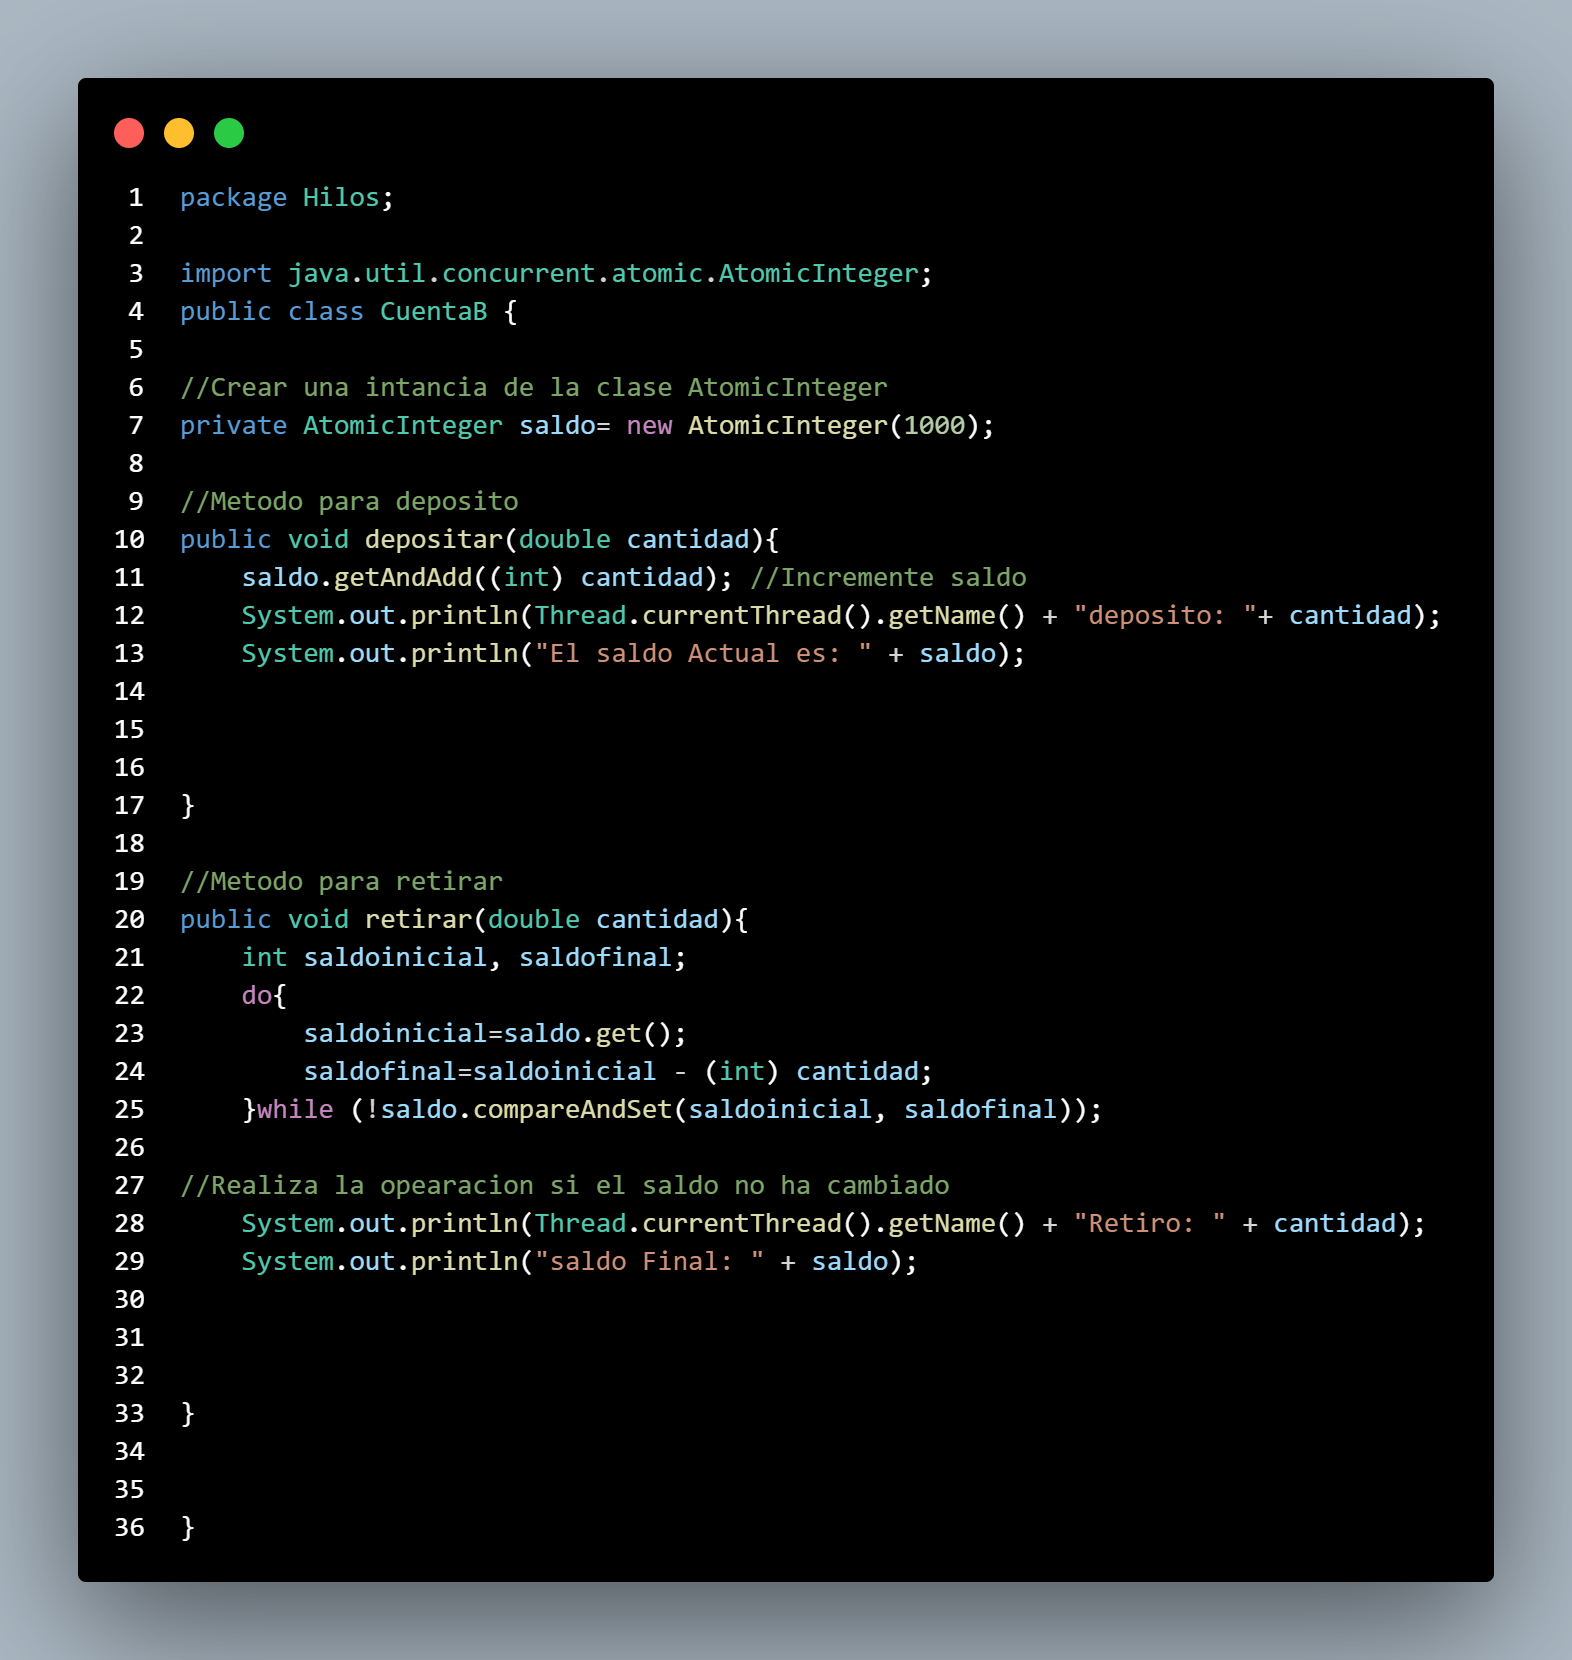 1 package Hilos;
2
3 import java.util.concurrent.atomic.AtomicInteger;
4 public class CuentaB {
5
6 //Crear una intancia de la clase AtomicInteger
7 private AtomicInteger saldo= new AtomicInteger(1000);
8
9 //Metodo para deposito
10 public void depositar(double cantidad){
11     saldo.getAndAdd((int) cantidad); //Incremente saldo
12     System.out.println(Thread.currentThread().getName() + "deposito: "+ cantidad);
13     System.out.println("El saldo Actual es: " + saldo);
14
15
16
17 }
18
19 //Metodo para retirar
20 public void retirar(double cantidad){
21     int saldoinicial, saldofinal;
22     do{
23         saldoinicial=saldo.get();
24         saldofinal=saldoinicial - (int) cantidad;
25     }while (!saldo.compareAndSet(saldoinicial, saldofinal));
26
27 //Realiza la opearacion si el saldo no ha cambiado
28     System.out.println(Thread.currentThread().getName() + "Retiro: " + cantidad);
29     System.out.println("saldo Final: " + saldo);
30
31
32
33 }
34
35
36 }